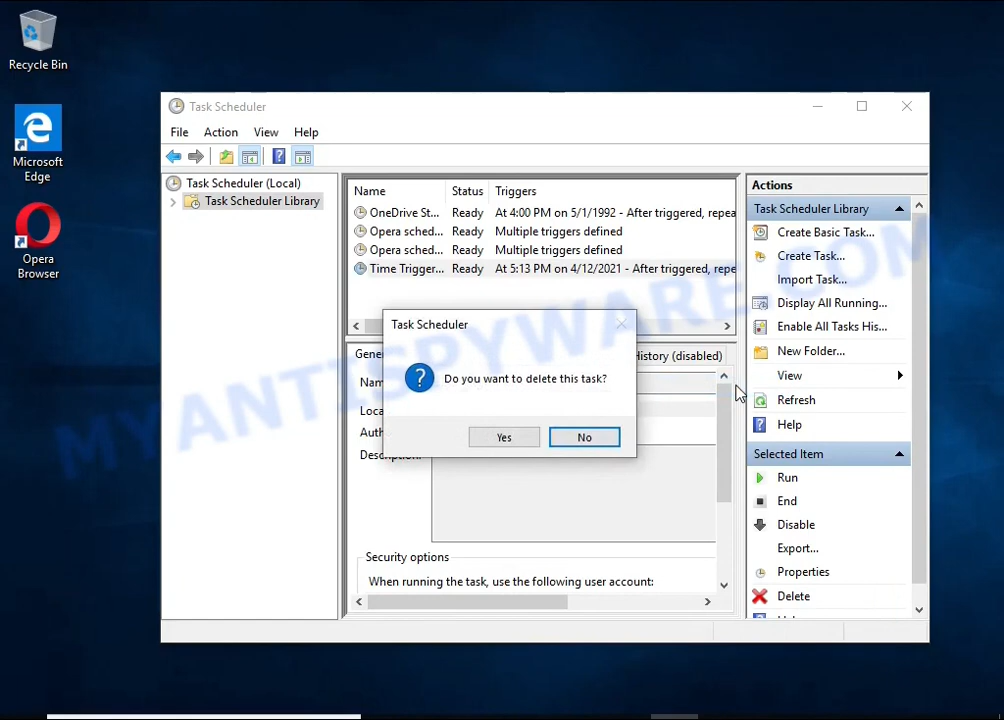 Recycle Bin
Microsoft
Edge
Opera
Browser
Task Scheduler
File Action View Help
Task Scheduler (Local)
Task Scheduler Library
Name Status Triggers
OneDrive St... Ready At 4:00 PM on 5/1/1992 - After triggered, repea
Opera sched... Ready Multiple triggers defined
Opera sched... Ready Multiple triggers defined
Time Trigger... Ready At 5:13 PM on 4/12/2021 - After triggered, repe
Task Scheduler
Do you want to delete this task?
Yes No
Gener
History (disabled)
Nam
Loca
Auth
Description:
Security options
When running the task, use the following user account:
Actions
Task Scheduler Library
Create Basic Task...
Create Task...
Import Task...
Display All Running...
Enable All Tasks His...
New Folder...
View
Refresh
Help
Selected Item
Run
End
Disable
Export...
Properties
Delete
MYANTISPYWARE.COM